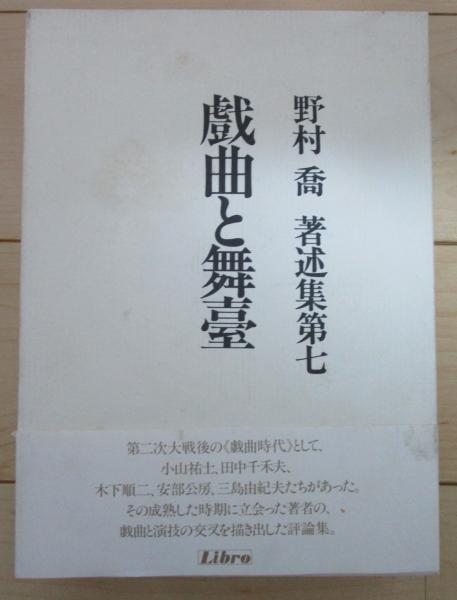 野村 喬 著述集第七
戲曲と舞臺
第二次大戦後の《戯曲時代》として、
小山祐士、田中千禾夫、
木下順二、安部公房、三島由紀夫たちがあった。
その成熟した時期に立会った著者の、
戯曲と演技の交叉を描き出した評論集。
Libro